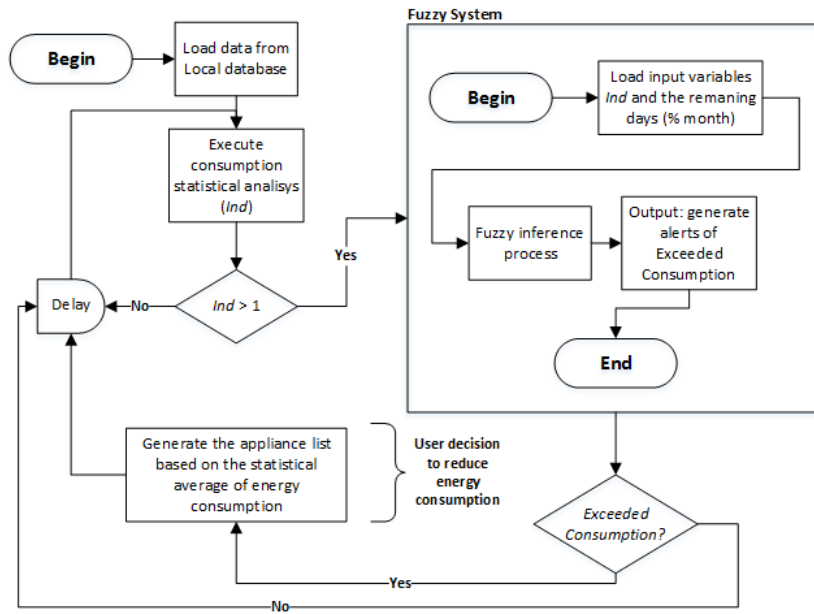 Begin
Load data from
Local database
Execute
consumption
statistical analisys
(Ind)
Ind > 1
No
Delay
Yes
Fuzzy System
Begin
Load input variables
Ind and the remaning
days (% month)
Fuzzy inference
process
Output: generate
alerts of
Exceeded
Consumption
End
Exceeded
Consumption?
Yes
No
Generate the appliance list
based on the statistical
average of energy
consumption
User decision
to reduce
energy
consumption